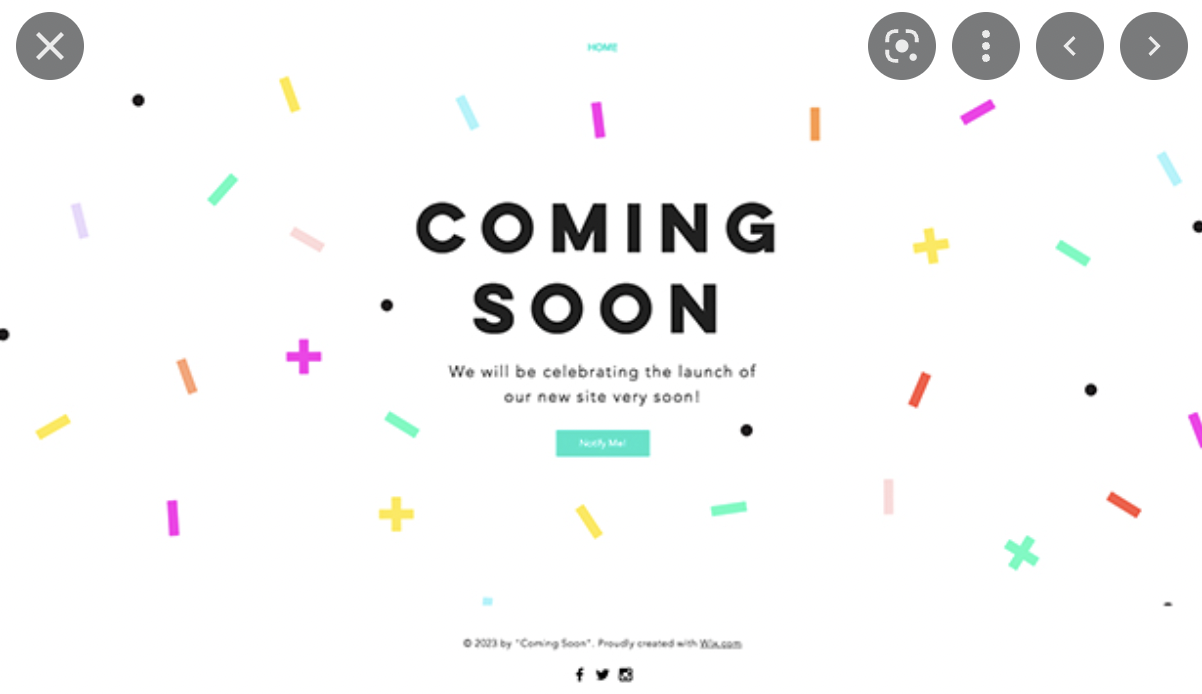 HOME
COMING
SOON
We will be celebrating the launch of
our new site very soon!
Notify Me!
© 2023 by "Coming Soon". Proudly created with Wix.com